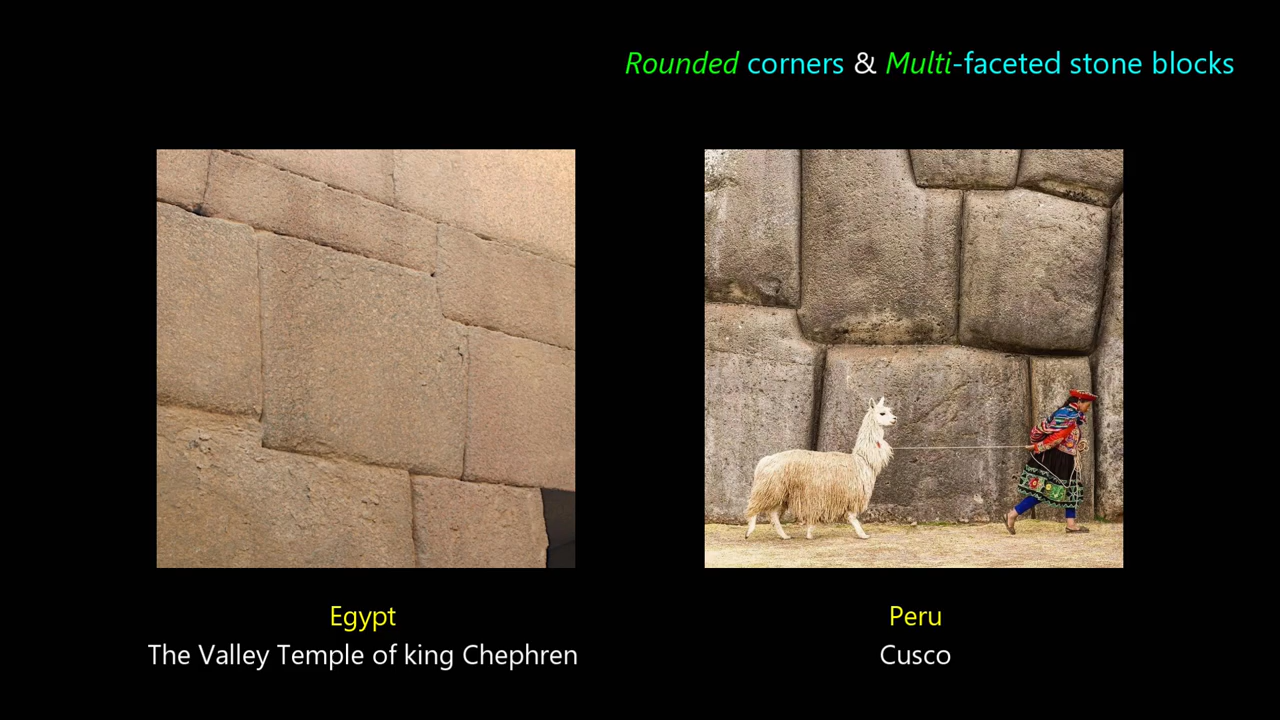 Rounded corners & Multi-faceted stone blocks
Egypt
The Valley Temple of king Chephren
Peru
Cusco